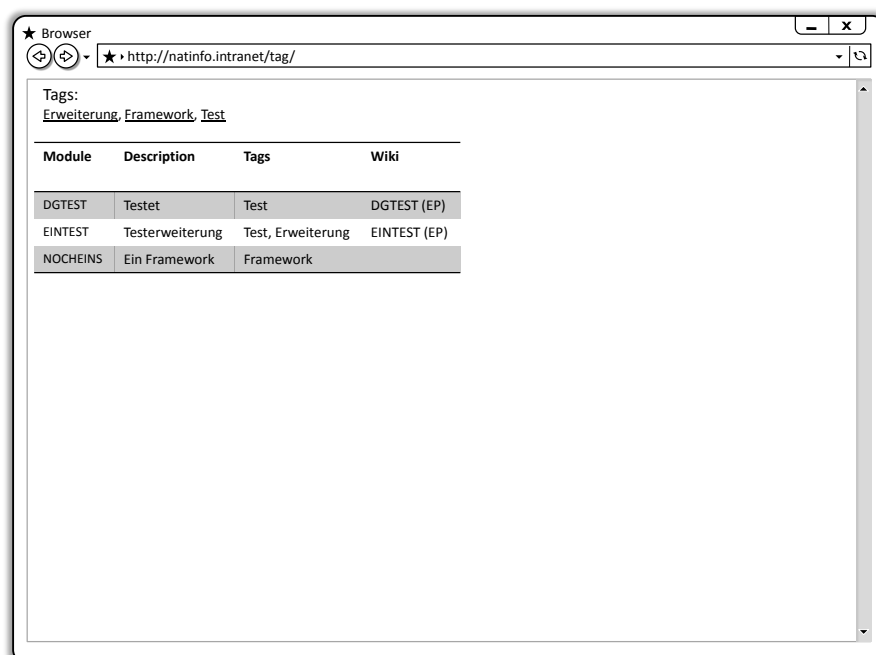 Browser
http://natinfo.intranet/tag/
Tags:
Erweiterung, Framework, Test
Module Description Tags Wiki
DGTEST Testet Test DGTEST (EP)
EINTEST Testerweiterung Test, Erweiterung EINTEST (EP)
NOCHEINS Ein Framework Framework